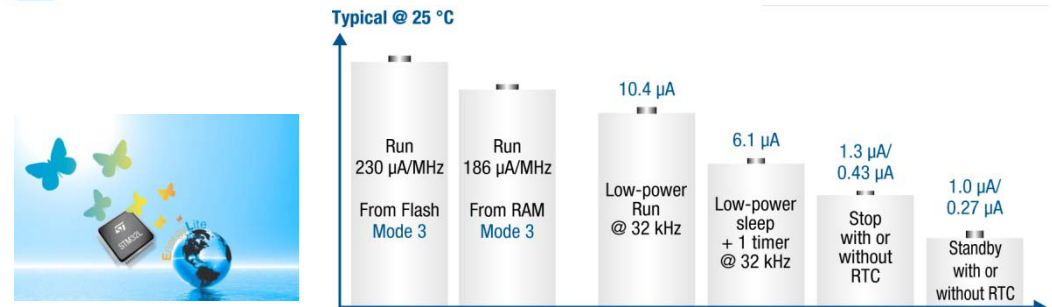 Typical @ 25 °C
Run
230 µA/MHz
From Flash
Mode 3
Run
186 µA/MHz
From RAM
Mode 3
10.4 µA
Low-power
Run
@ 32 kHz
6.1 µA
Low-power
sleep
+ 1 timer
@ 32 kHz
1.3 µA/
0.43 µA
Stop
with or
without
RTC
1.0 µA/
0.27 µA
Standby
with or
without RTC
STM32L
Lite